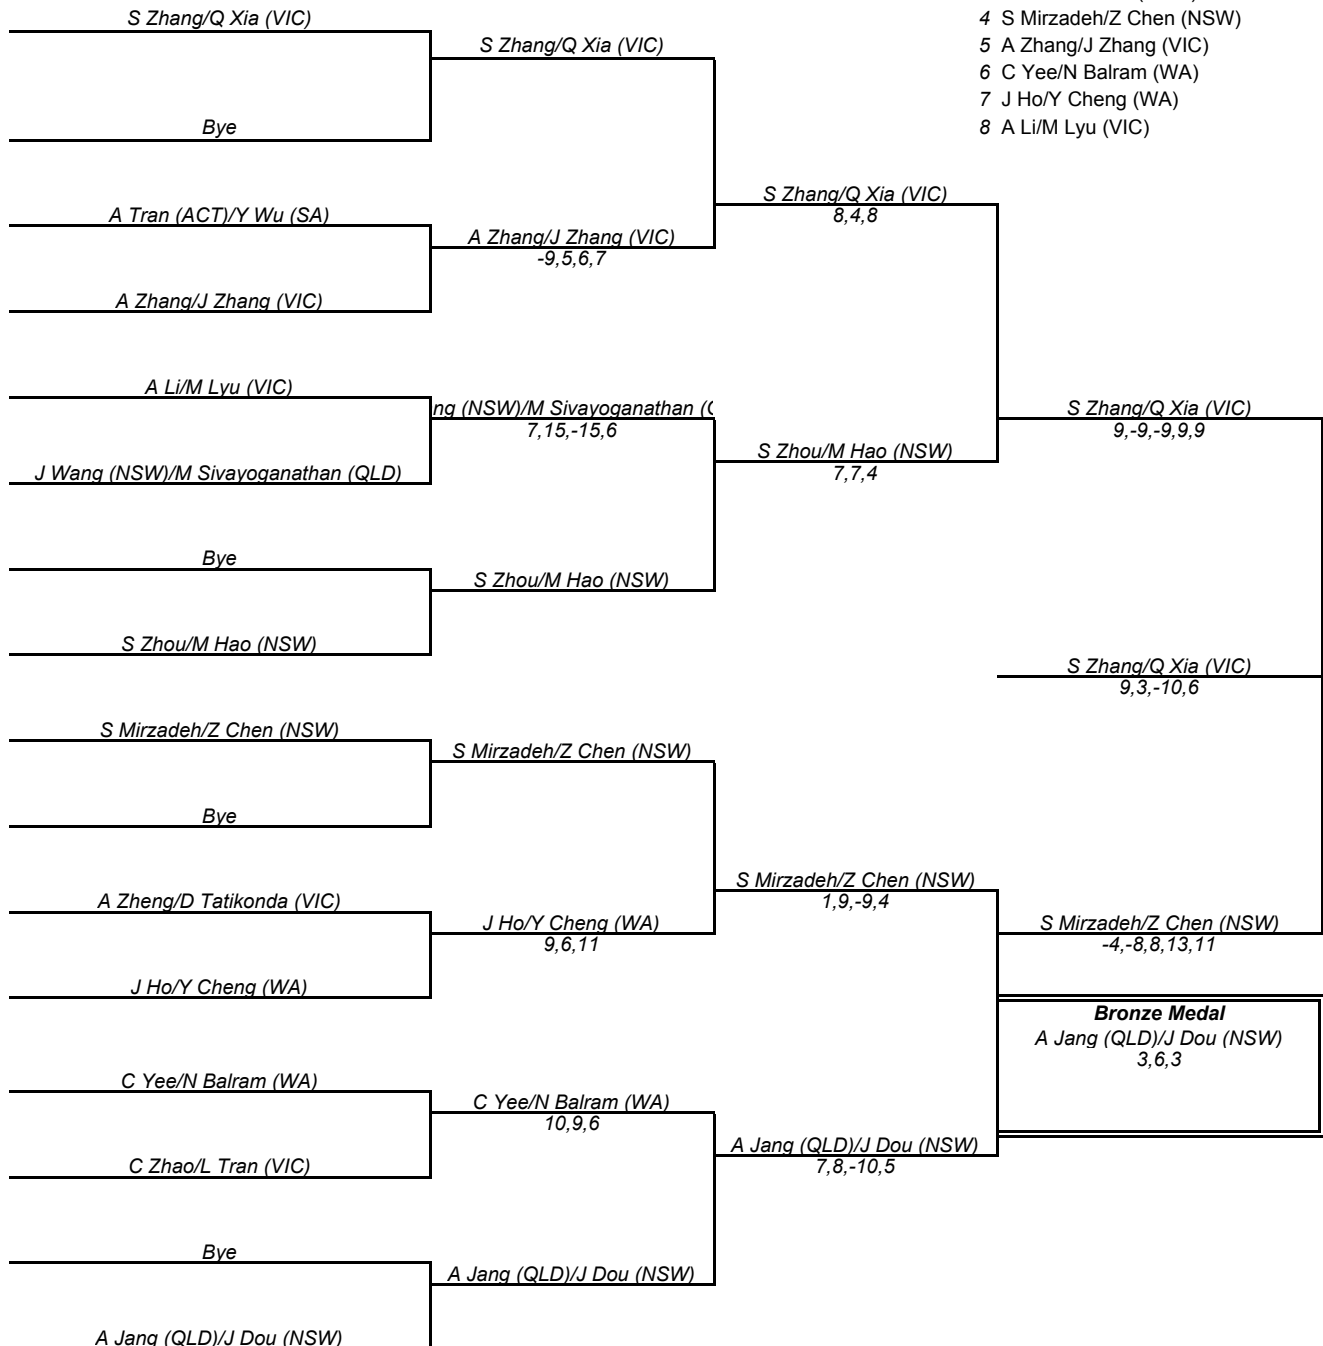 4 S Mirzadeh/Z Chen (NSW)
5 A Zhang/J Zhang (VIC)
6 C Yee/N Balram (WA)
7 J Ho/Y Cheng (WA)
8 A Li/M Lyu (VIC)
S Zhang/Q Xia (VIC)
Bye
A Tran (ACT)/Y Wu (SA)
A Zhang/J Zhang (VIC)
A Li/M Lyu (VIC)
J Wang (NSW)/M Sivayoganathan (QLD)
Bye
S Zhou/M Hao (NSW)
S Mirzadeh/Z Chen (NSW)
Bye
A Zheng/D Tatikonda (VIC)
J Ho/Y Cheng (WA)
C Yee/N Balram (WA)
C Zhao/L Tran (VIC)
Bye
A Jang (QLD)/J Dou (NSW)
S Zhang/Q Xia (VIC)
A Zhang/J Zhang (VIC)
-9,5,6,7
ng (NSW)/M Sivayoganathan (
7,15,-15,6
S Zhou/M Hao (NSW)
S Mirzadeh/Z Chen (NSW)
J Ho/Y Cheng (WA)
9,6,11
C Yee/N Balram (WA)
10,9,6
A Jang (QLD)/J Dou (NSW)
S Zhang/Q Xia (VIC)
8,4,8
S Zhou/M Hao (NSW)
7,7,4
S Mirzadeh/Z Chen (NSW)
1,9,-9,4
A Jang (QLD)/J Dou (NSW)
7,8,-10,5
S Zhang/Q Xia (VIC)
9,-9,-9,9,9
S Zhang/Q Xia (VIC)
9,3,-10,6
S Mirzadeh/Z Chen (NSW)
-4,-8,8,13,11
Bronze Medal
A Jang (QLD)/J Dou (NSW)
3,6,3